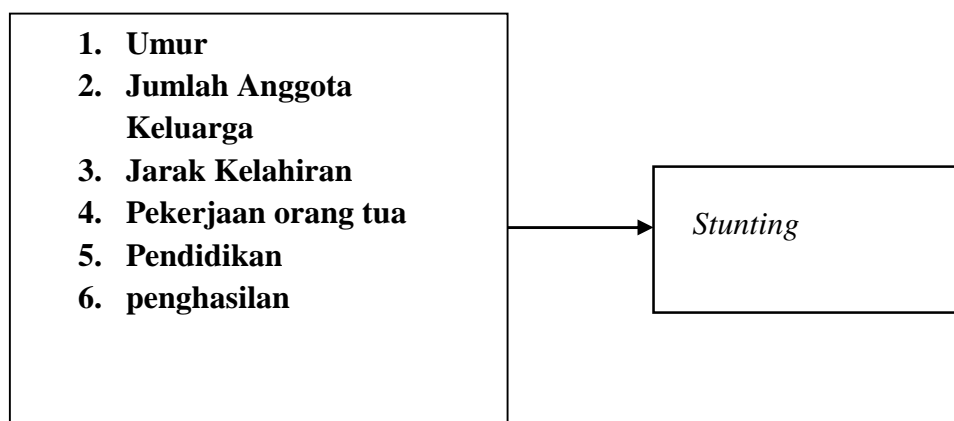 1. Umur
2. Jumlah Anggota
Keluarga
3. Jarak Kelahiran
4. Pekerjaan orang tua
5. Pendidikan
6. penghasilan
Stunting